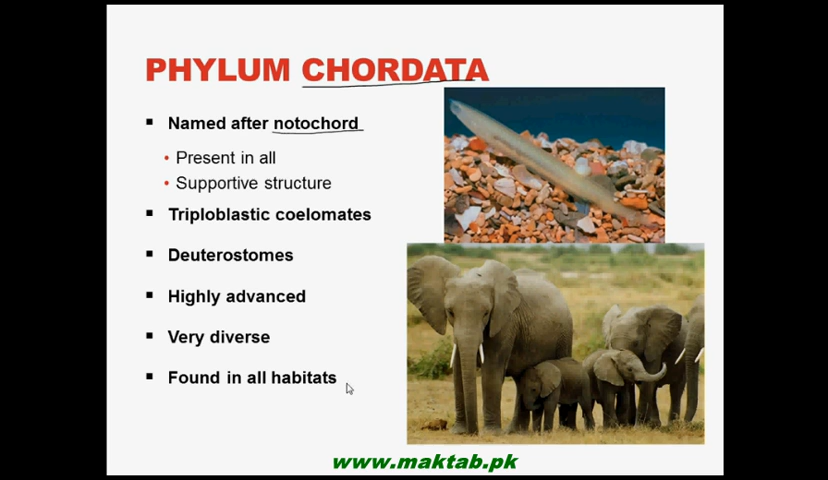 PHYLUM CHORDATA
▪ Named after notochord
• Present in all
• Supportive structure
▪ Triploblastic coelomates
▪ Deuterostomes
▪ Highly advanced
▪ Very diverse
▪ Found in all habitats
www.maktab.pk